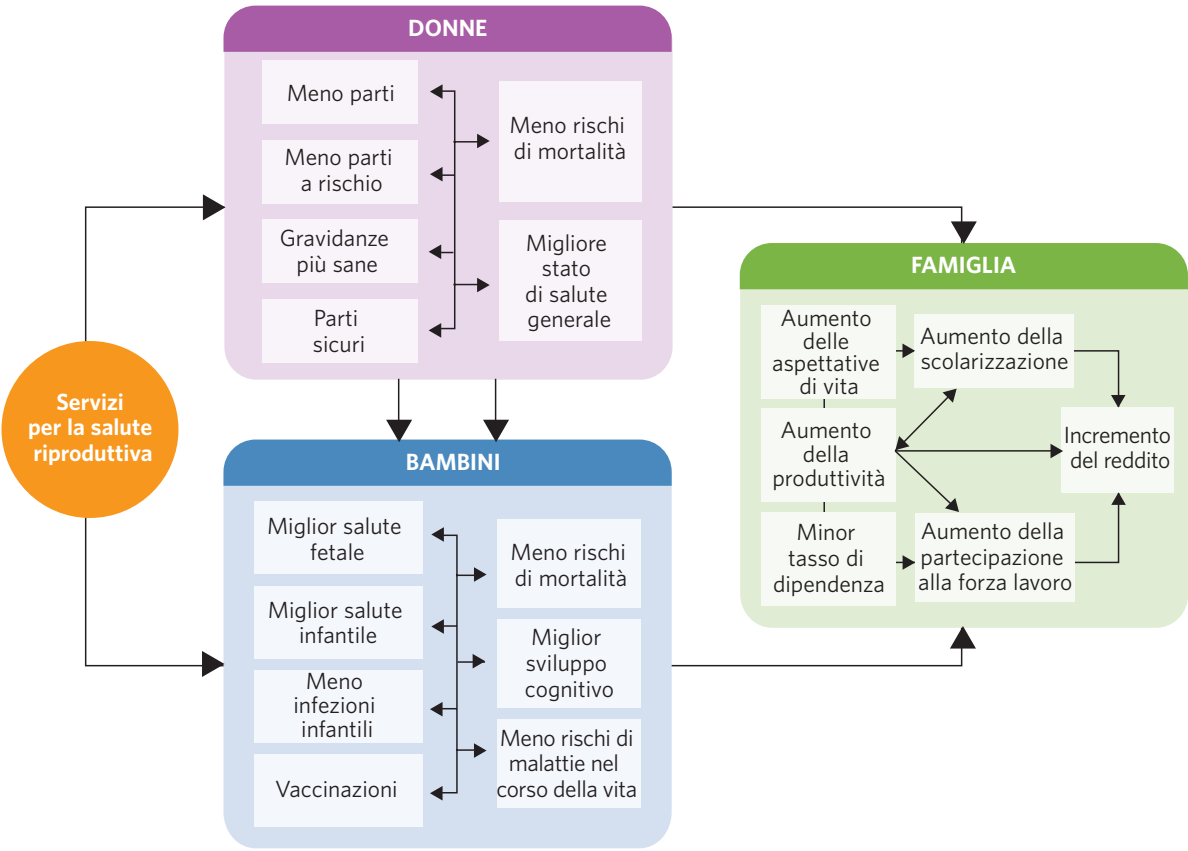 DONNE
Meno parti
Meno parti
a rischio
Gravidanze
più sane
Parti
sicuri
Meno rischi
di mortalità
Migliore
stato
di salute
generale
Servizi
per la salute
riproduttiva
BAMBINI
Miglior salute
fetale
Miglior salute
infantile
Meno
infezioni
infantili
Vaccinazioni
Meno rischi
di mortalità
Miglior
sviluppo
cognitivo
Meno rischi di
malattie nel
corso della vita
FAMIGLIA
Aumento
delle
aspettative
di vita
Aumento
della
produttività
Minor
tasso di
dipendenza
Aumento della
scolarizzazione
Aumento della
partecipazione
alla forza lavoro
Incremento
del reddito